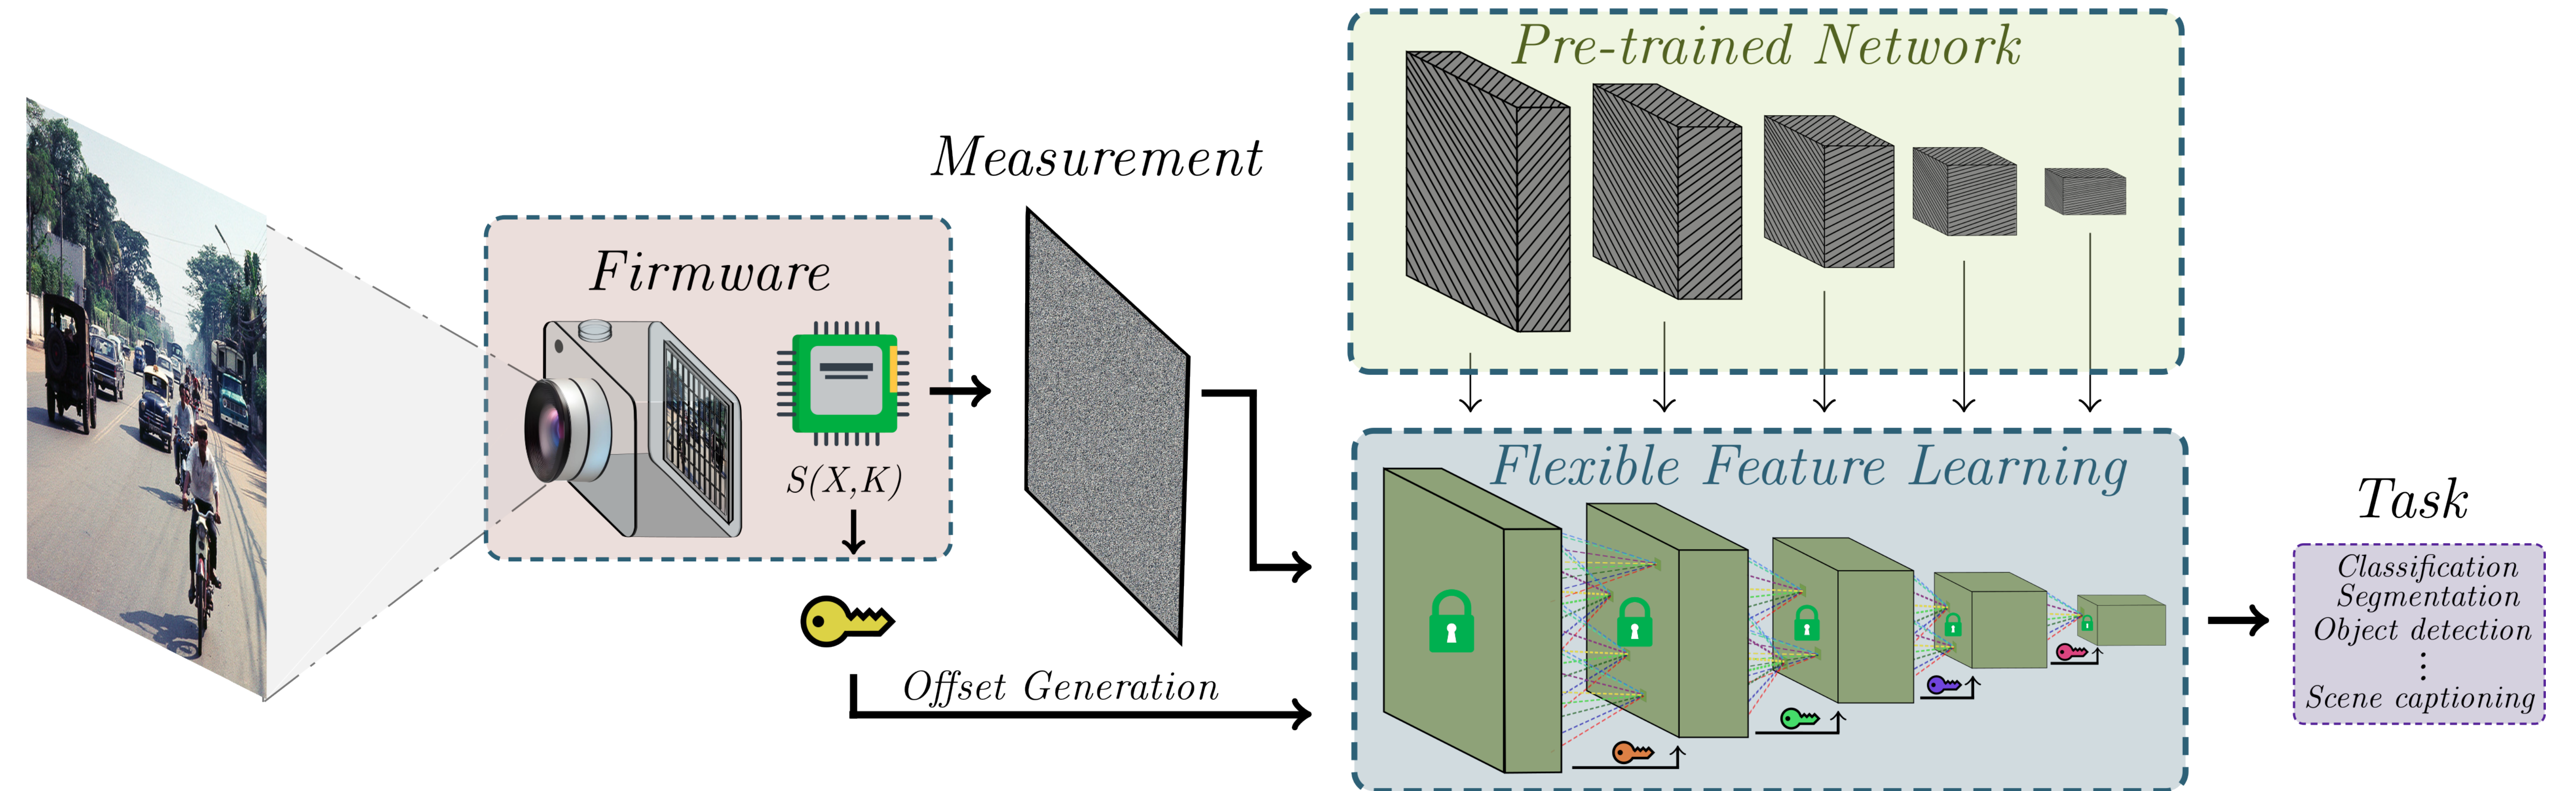 Pre-trained Network
Measurement
Firmware
S(X,K)
Offset Generation
Flexible Feature Learning
Task
Classification
Segmentation
Object detection
⋮
Scene captioning